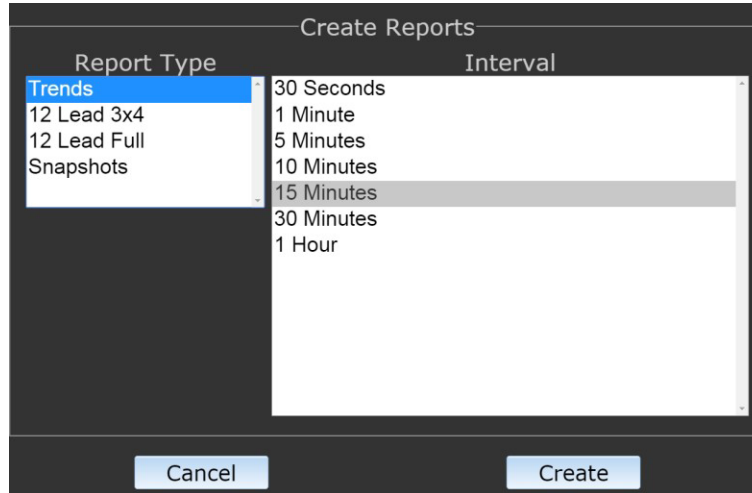 Create Reports
Report Type
Interval
Trends
12 Lead 3x4
12 Lead Full
Snapshots
30 Seconds
1 Minute
5 Minutes
10 Minutes
15 Minutes
30 Minutes
1 Hour
Cancel
Create